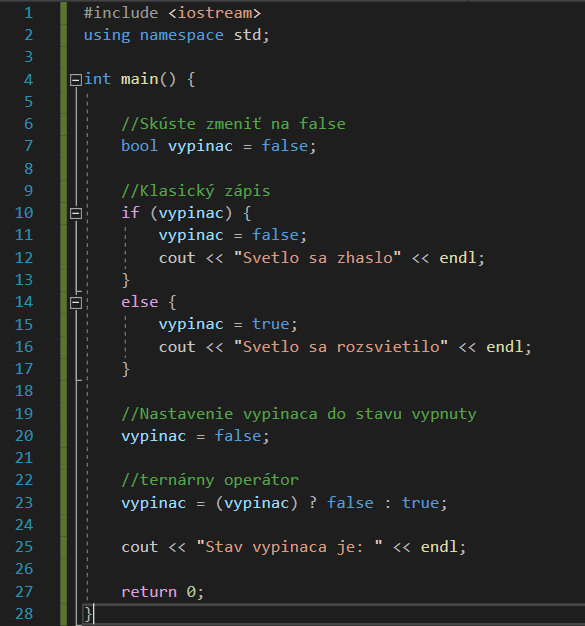 1 #include <iostream>
2 using namespace std;
3
4 int main() {
5
6 //Skúste zmeniť na false
7 bool vypinac = false;
8
9 //Klasický zápis
10 if (vypinac) {
11 vypinac = false;
12 cout << "Svetlo sa zhaslo" << endl;
13 }
14 else {
15 vypinac = true;
16 cout << "Svetlo sa rozsvietilo" << endl;
17 }
18
19 //Nastavenie vypinaca do stavu vypnuty
20 vypinac = false;
21
22 //ternárny operátor
23 vypinac = (vypinac) ? false : true;
24
25 cout << "Stav vypinaca je: " << endl;
26
27 return 0;
28 }